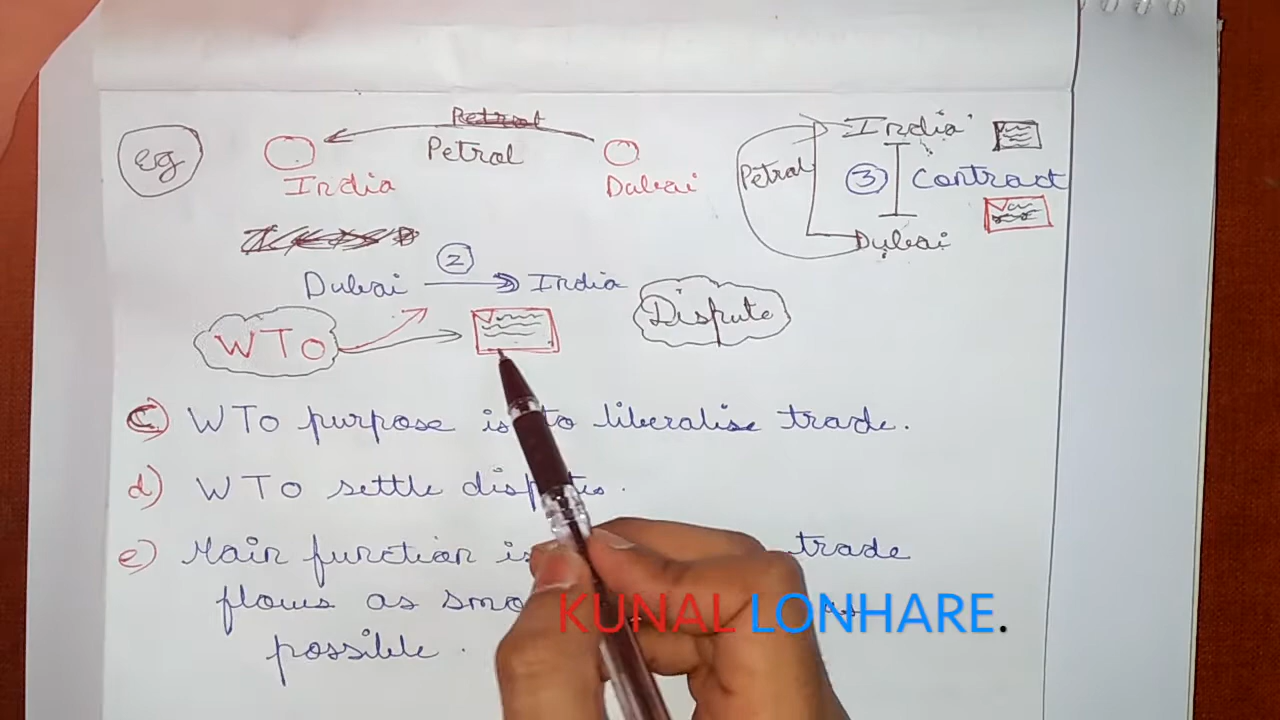 eg
Petrol
India
Dubai
Petrol
India
3
Contract
Dubai
2
Dubai India
WTO
Dispute
c) WTO purpose is to liberalise trade.
d) WTO settle disputes.
e) Main function is trade
flows as smo as
possible.
KUNAL LONHARE.